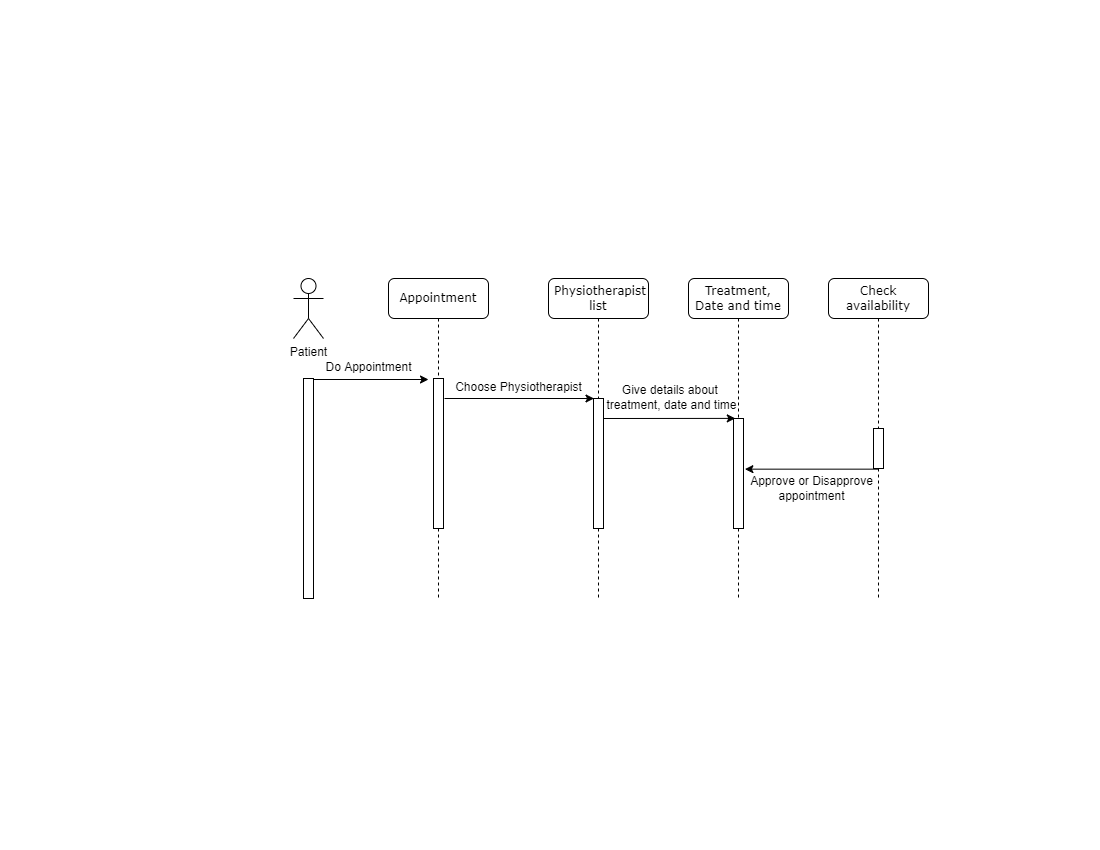 Appointment
Physiotherapist
list
Treatment,
Date and time
Check
availability
Patient
Do Appointment
Choose Physiotherapist
Give details about
treatment, date and time
Approve or Disapprove
appointment